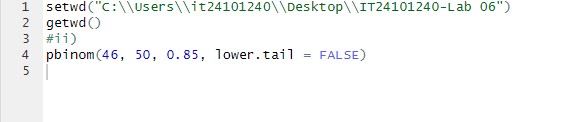 1 setwd("C:\\Users\\it24101240\\Desktop\\IT24101240-Lab 06")
2 getwd()
3 #ii)
4 pbinom(46, 50, 0.85, lower.tail = FALSE)
5